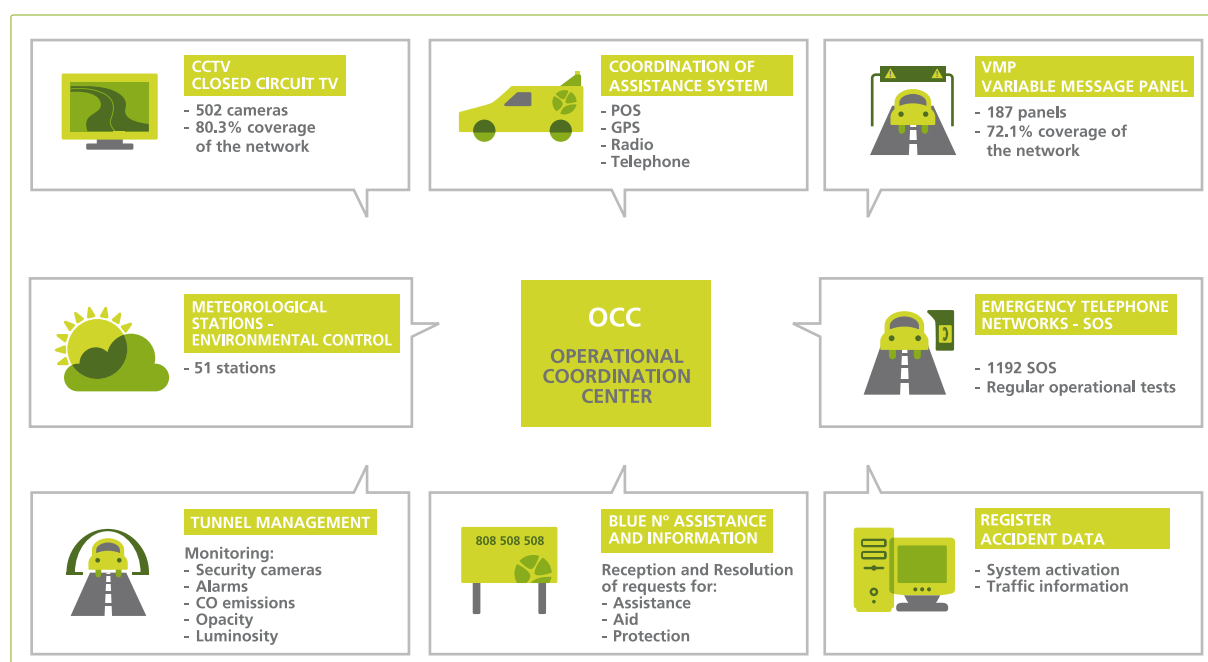 CCTV
CLOSED CIRCUIT TV
- 502 cameras
- 80.3% coverage
of the network
COORDINATION OF
ASSISTANCE SYSTEM
- POS
- GPS
- Radio
- Telephone
VMP
VARIABLE MESSAGE PANEL
- 187 panels
- 72.1% coverage of
the network
METEOROLOGICAL
STATIONS -
ENVIRONMENTAL CONTROL
- 51 stations
OCC
OPERATIONAL
COORDINATION
CENTER
EMERGENCY TELEPHONE
NETWORKS - SOS
- 1192 SOS
- Regular operational tests
TUNNEL MANAGEMENT
Monitoring:
- Security cameras
- Alarms
- CO emissions
- Opacity
- Luminosity
808 508 508
BLUE Nº ASSISTANCE
AND INFORMATION
Reception and Resolution
of requests for:
- Assistance
- Aid
- Protection
REGISTER
ACCIDENT DATA
- System activation
- Traffic information